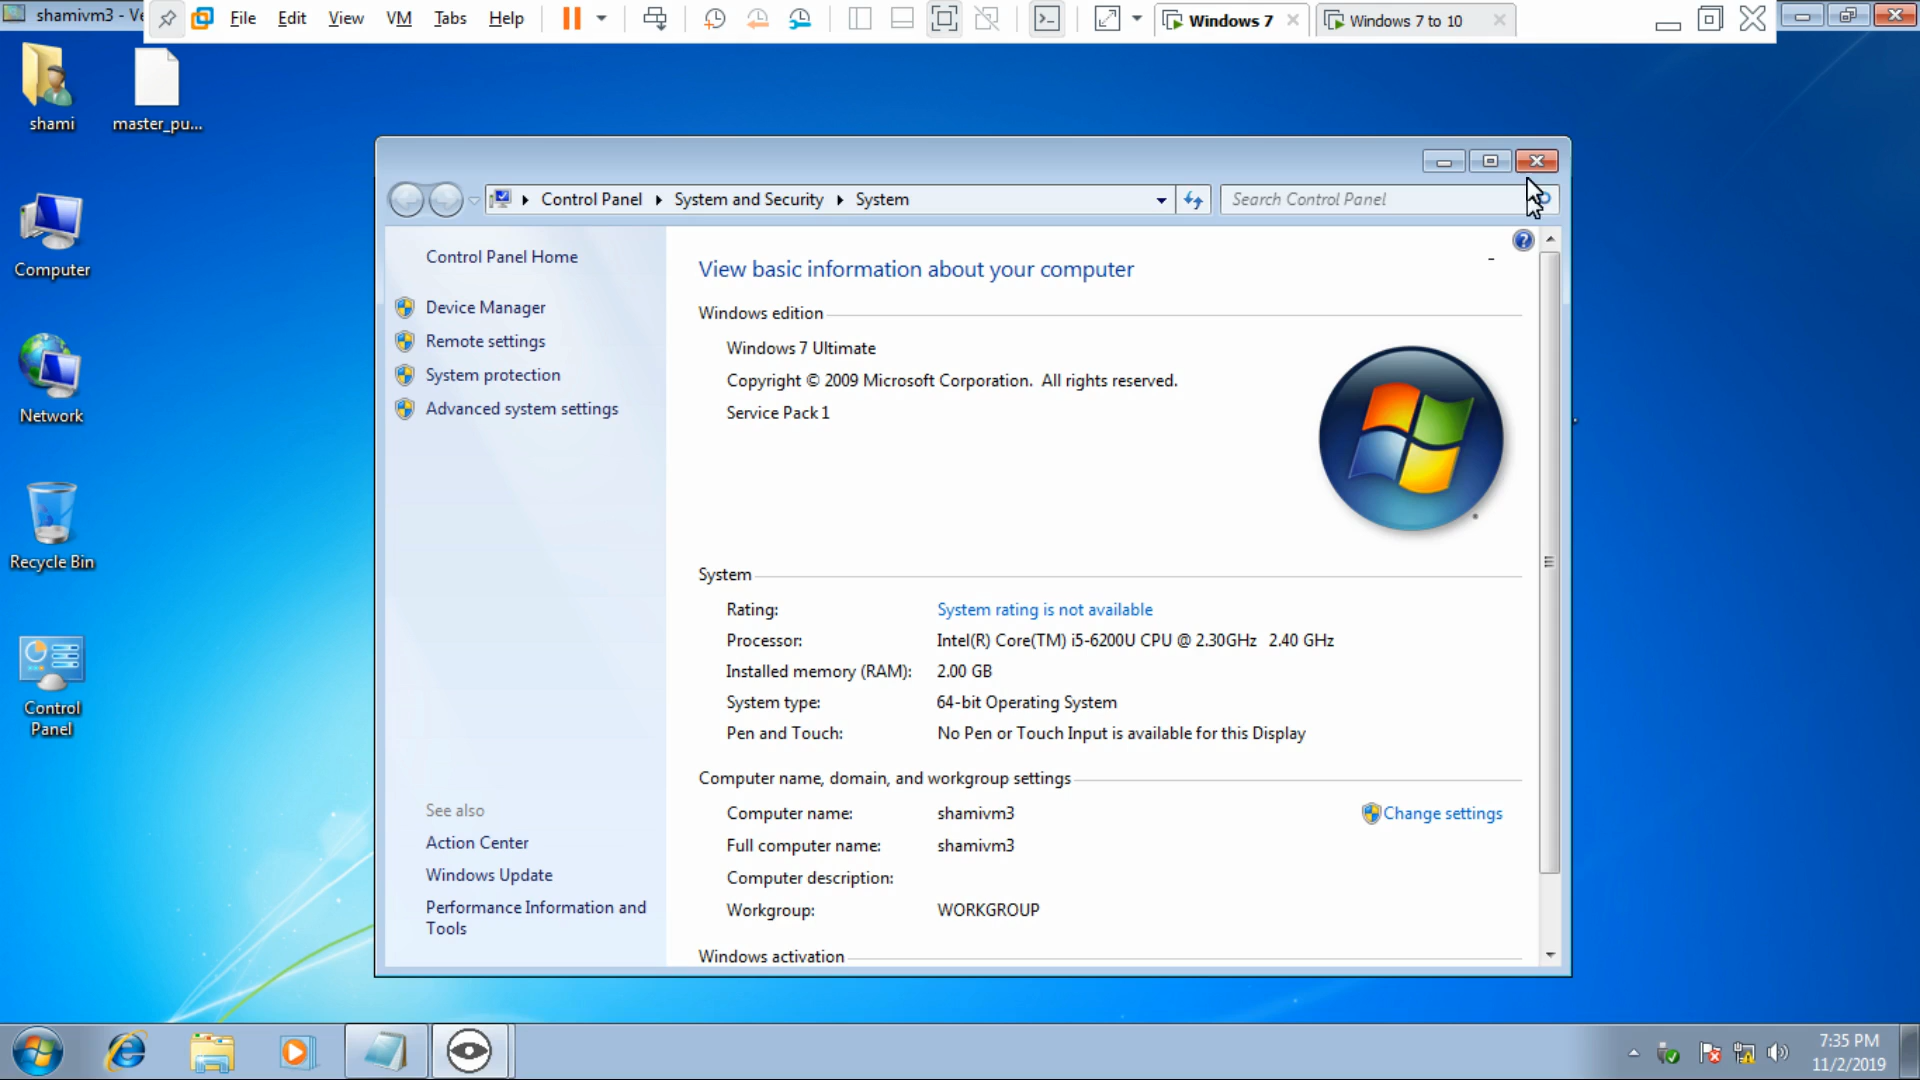 shamivm3 - Ve
File Edit View VM Tabs Help
Windows 7
Windows 7 to 10
shami
master_pu...
Computer
Network
Recycle Bin
Control
Panel
Control Panel
System and Security
System
Search Control Panel
Control Panel Home
Device Manager
Remote settings
System protection
Advanced system settings
See also
Action Center
Windows Update
Performance Information and
Tools
View basic information about your computer
Windows edition
Windows 7 Ultimate
Copyright © 2009 Microsoft Corporation. All rights reserved.
Service Pack 1
System
Rating: System rating is not available
Processor: Intel(R) Core(TM) i5-6200U CPU @ 2.30GHz 2.40 GHz
Installed memory (RAM): 2.00 GB
System type: 64-bit Operating System
Pen and Touch: No Pen or Touch Input is available for this Display
Computer name, domain, and workgroup settings
Computer name: shamivm3
Change settings
Full computer name: shamivm3
Computer description:
Workgroup: WORKGROUP
Windows activation
7:35 PM
11/2/2019